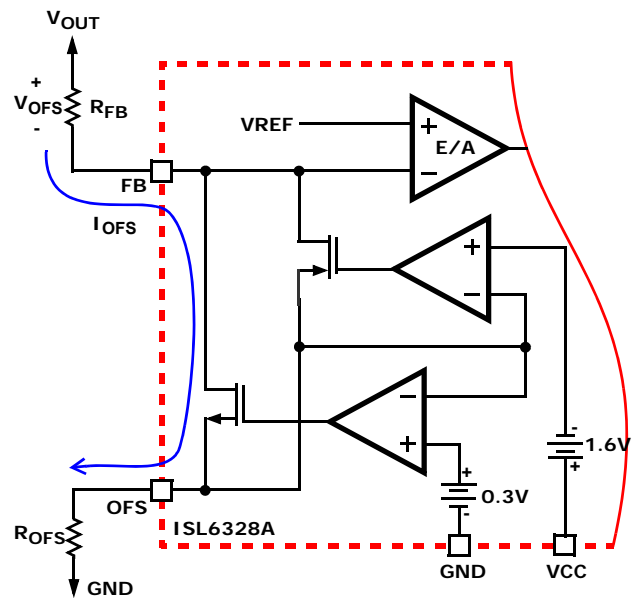 VOUT
+
VOFS
-
RFB
VREF
+
E/A
−
FB
IOFS
+
−
−
+
-
1.6V
+
+
0.3V
-
OFS
ISL6328A
ROFS
GND
VCC
GND